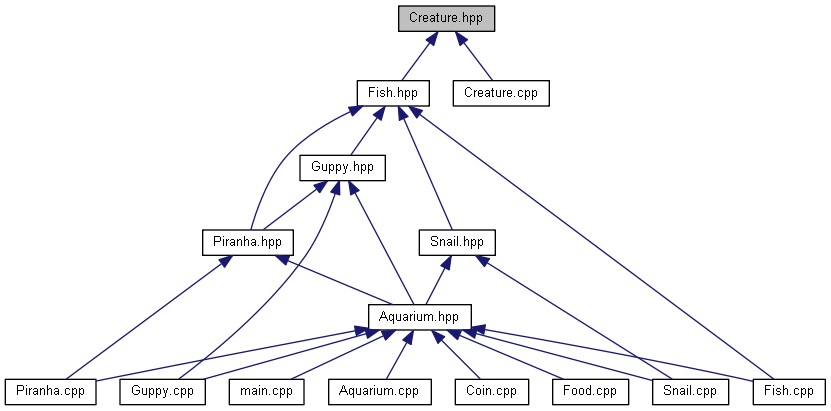 Creature.hpp
Fish.hpp
Creature.cpp
Guppy.hpp
Piranha.hpp
Snail.hpp
Aquarium.hpp
Piranha.cpp
Guppy.cpp
main.cpp
Aquarium.cpp
Coin.cpp
Food.cpp
Snail.cpp
Fish.cpp